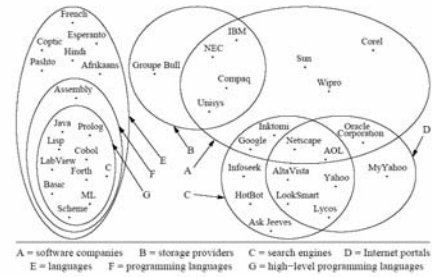 French
Esperanto
Coptic
Hindi
Pashto
Afrikaans
Assembly
Java
Prolog
Lisp
Cobol
LabView
Forth
C
Basic
ML
Scheme
E
F
G
IBM
NEC
Groupe Bull
Compaq
Unisys
Corel
Sun
Wipro
B
A
C
D
Inktomi
Google
Netscape
Oracle
Corporation
AOL
Infoseek
AltaVista
MyYahoo
Yahoo
HotBot
LookSmart
Lycos
Ask Jeeves
A = software companies B = storage providers C = search engines D = Internet portals
E = languages F = programming languages G = high-level programming languages